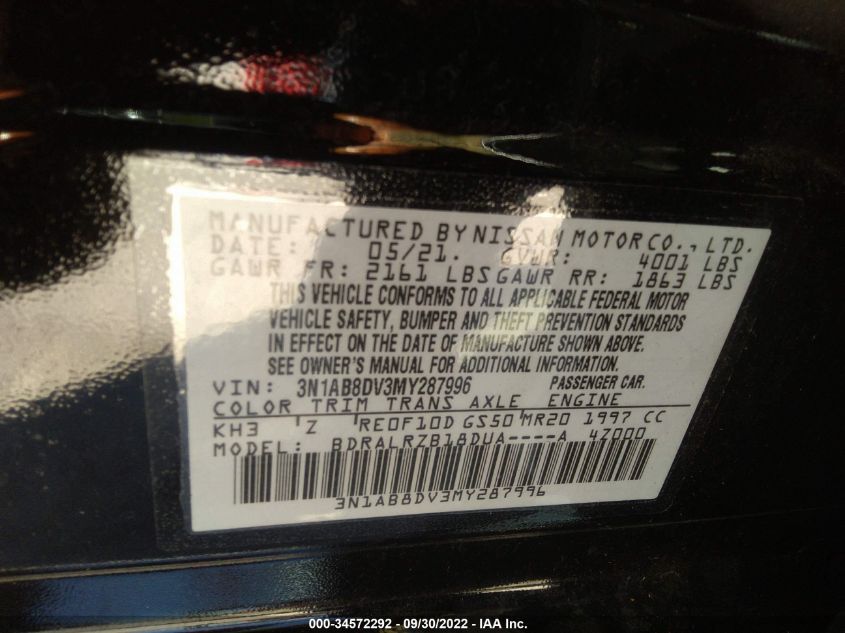 MANUFACTURED BY NISSAN MOTOR CO., LTD.
DATE: 05/21. GVWR: 4001 LBS
GAWR FR: 2161 LBS GAWR RR: 1863 LBS
THIS VEHICLE CONFORMS TO ALL APPLICABLE FEDERAL MOTOR
VEHICLE SAFETY, BUMPER AND THEFT PREVENTION STANDARDS
IN EFFECT ON THE DATE OF MANUFACTURE SHOWN ABOVE.
SEE OWNER'S MANUAL FOR ADDITIONAL INFORMATION.
VIN: 3N1AB8DV3MY287996 PASSENGER CAR.
COLOR TRIM TRANS AXLE ENGINE
KH3 Z RE0F10D GS50 MR20 1997 CC
MODEL: BDRALRZB18DUA----A 4Z000
3N1AB8DV3MY287996
000-34572292 - 09/30/2022 - IAA Inc.